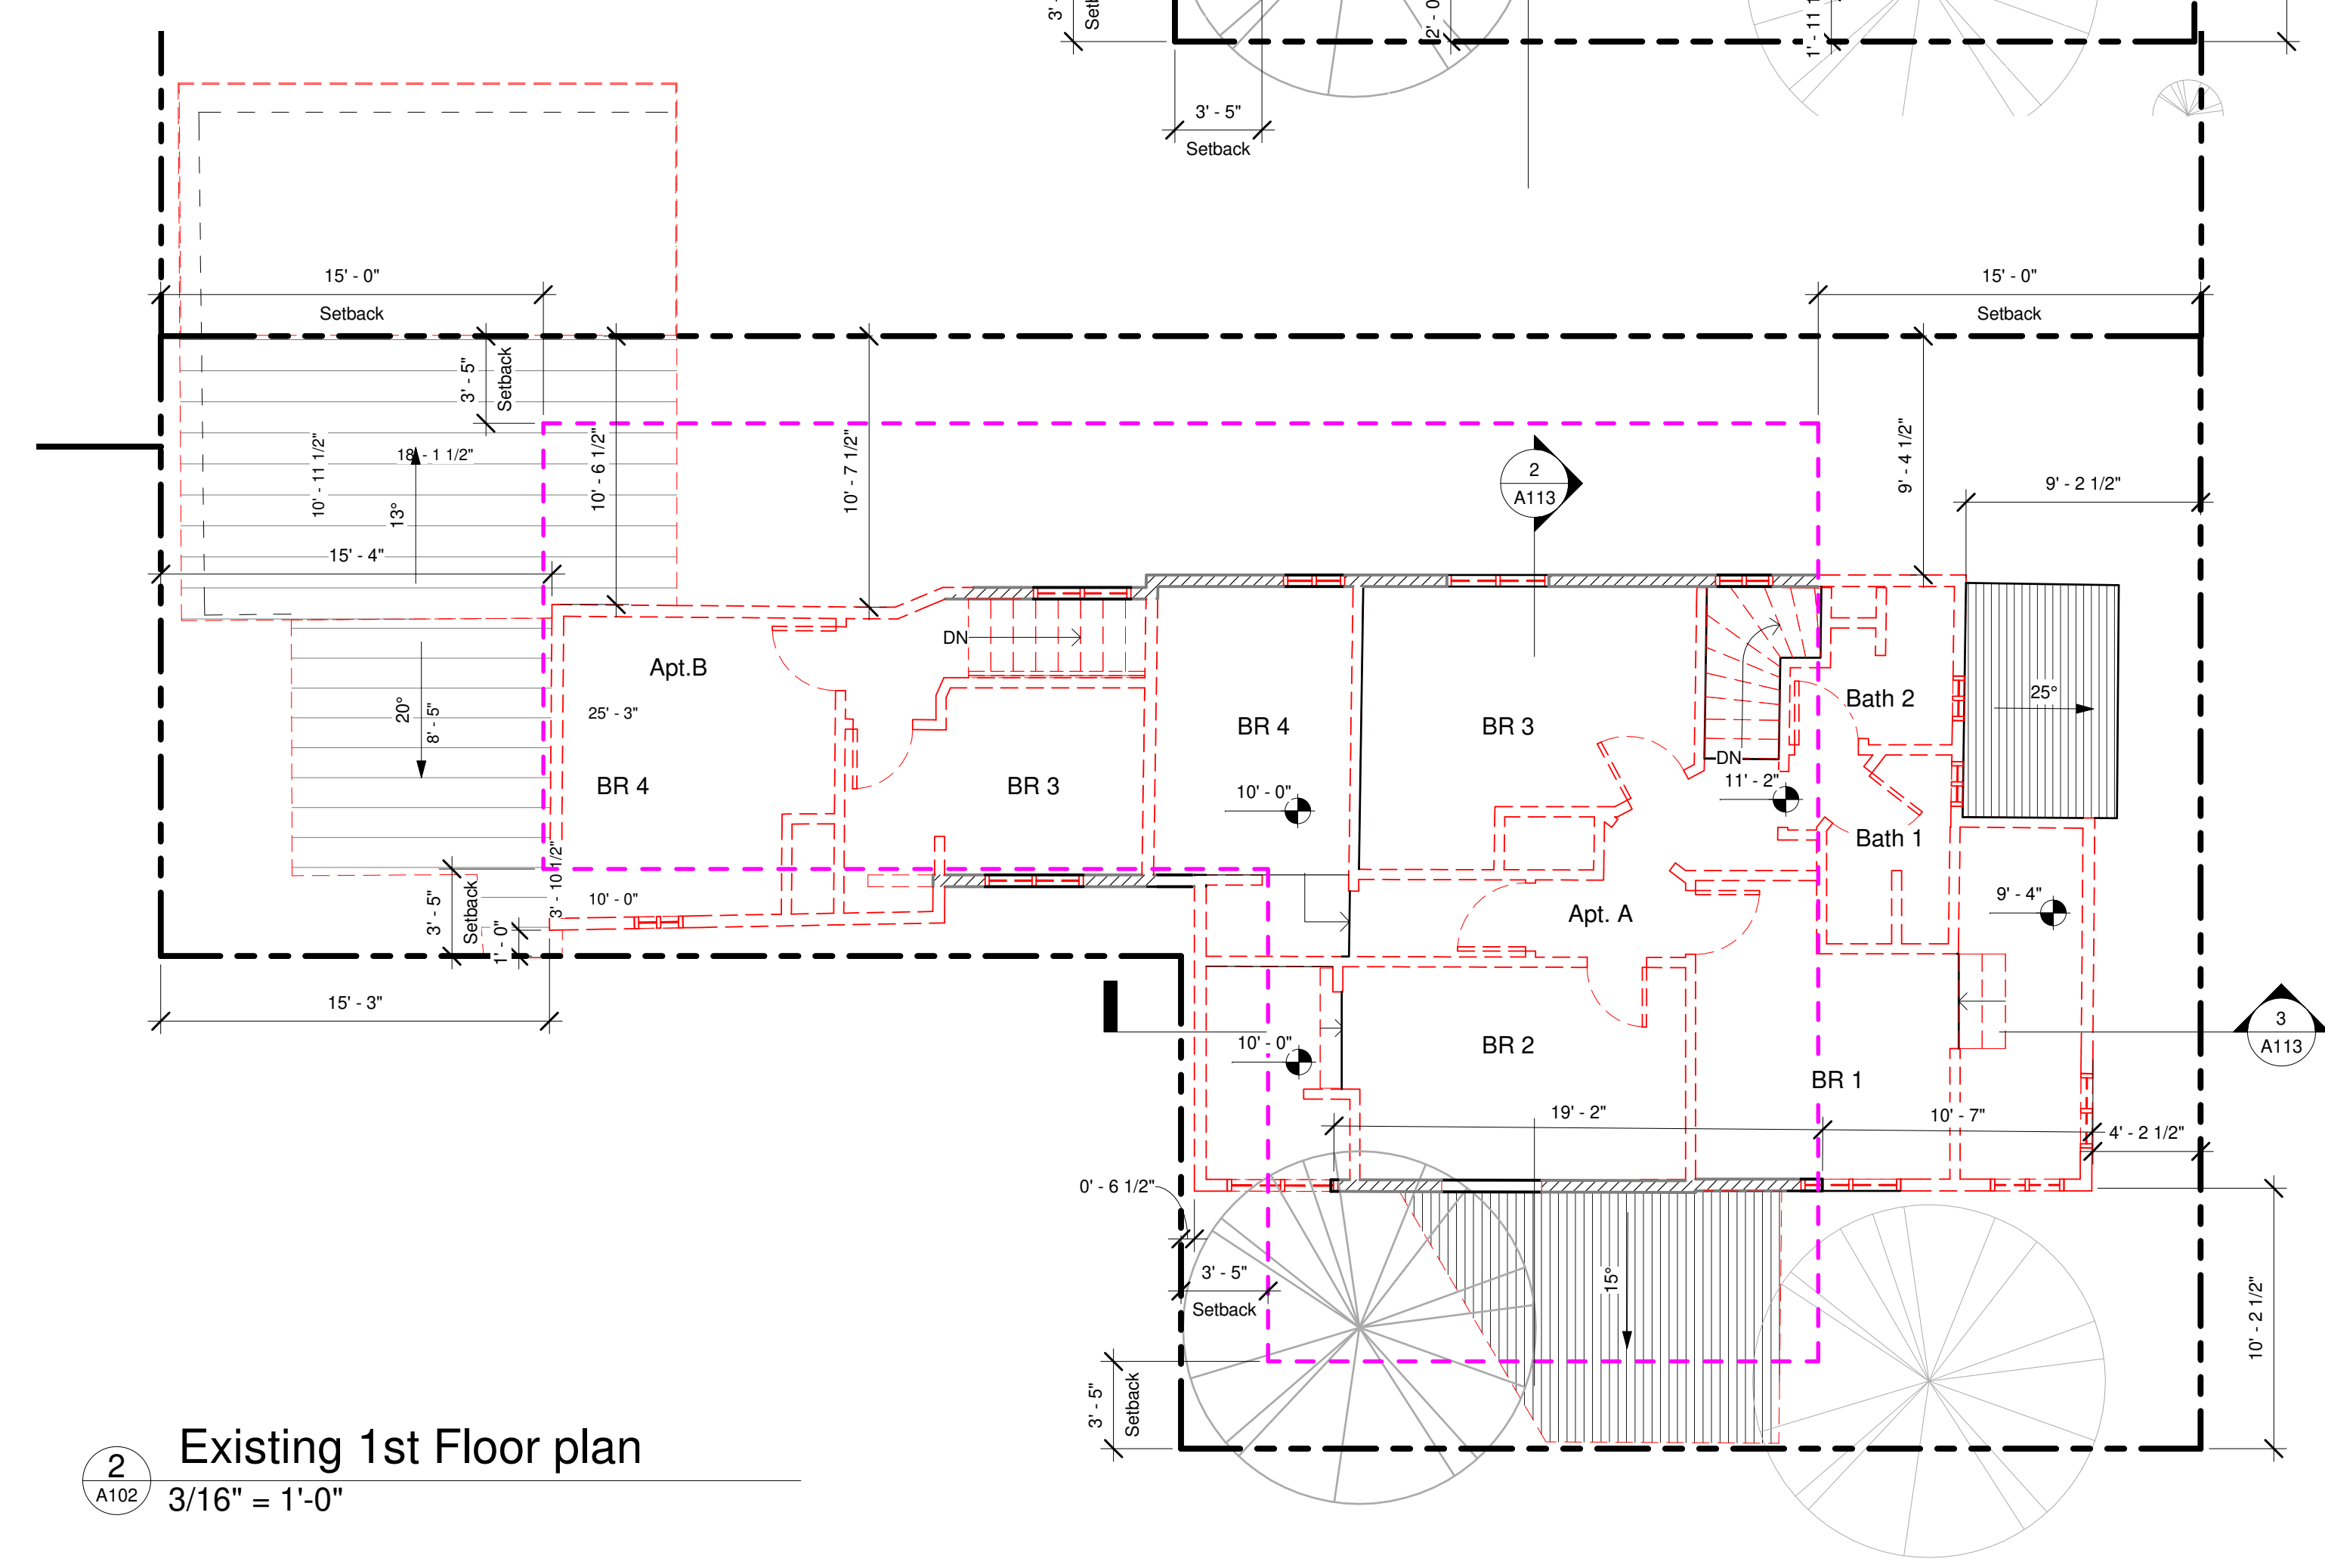 3' - 5"
Setback
15' - 0"
Setback
15' - 0"
Setback
3' - 5"
Setback
10' - 11 1/2"
18' - 1 1/2"
13°
10' - 6 1/2"
10' - 7 1/2"
2
A113
9' - 4 1/2"
9' - 2 1/2"
15' - 4"
DN
Apt.B
20°
8' - 5"
25' - 3"
BR 4
BR 3
BR 4
10' - 0"
BR 3
DN
11' - 2"
Bath 2
25°
Bath 1
9' - 4"
3' - 5"
Setback
1' - 0"
3' - 10 1/2"
10' - 0"
Apt. A
15' - 3"
10' - 0"
BR 2
BR 1
3
A113
19' - 2"
10' - 7"
4' - 2 1/2"
0' - 6 1/2"
3' - 5"
Setback
15°
10' - 2 1/2"
3' - 5"
Setback
2
A102
Existing 1st Floor plan
3/16" = 1'-0"